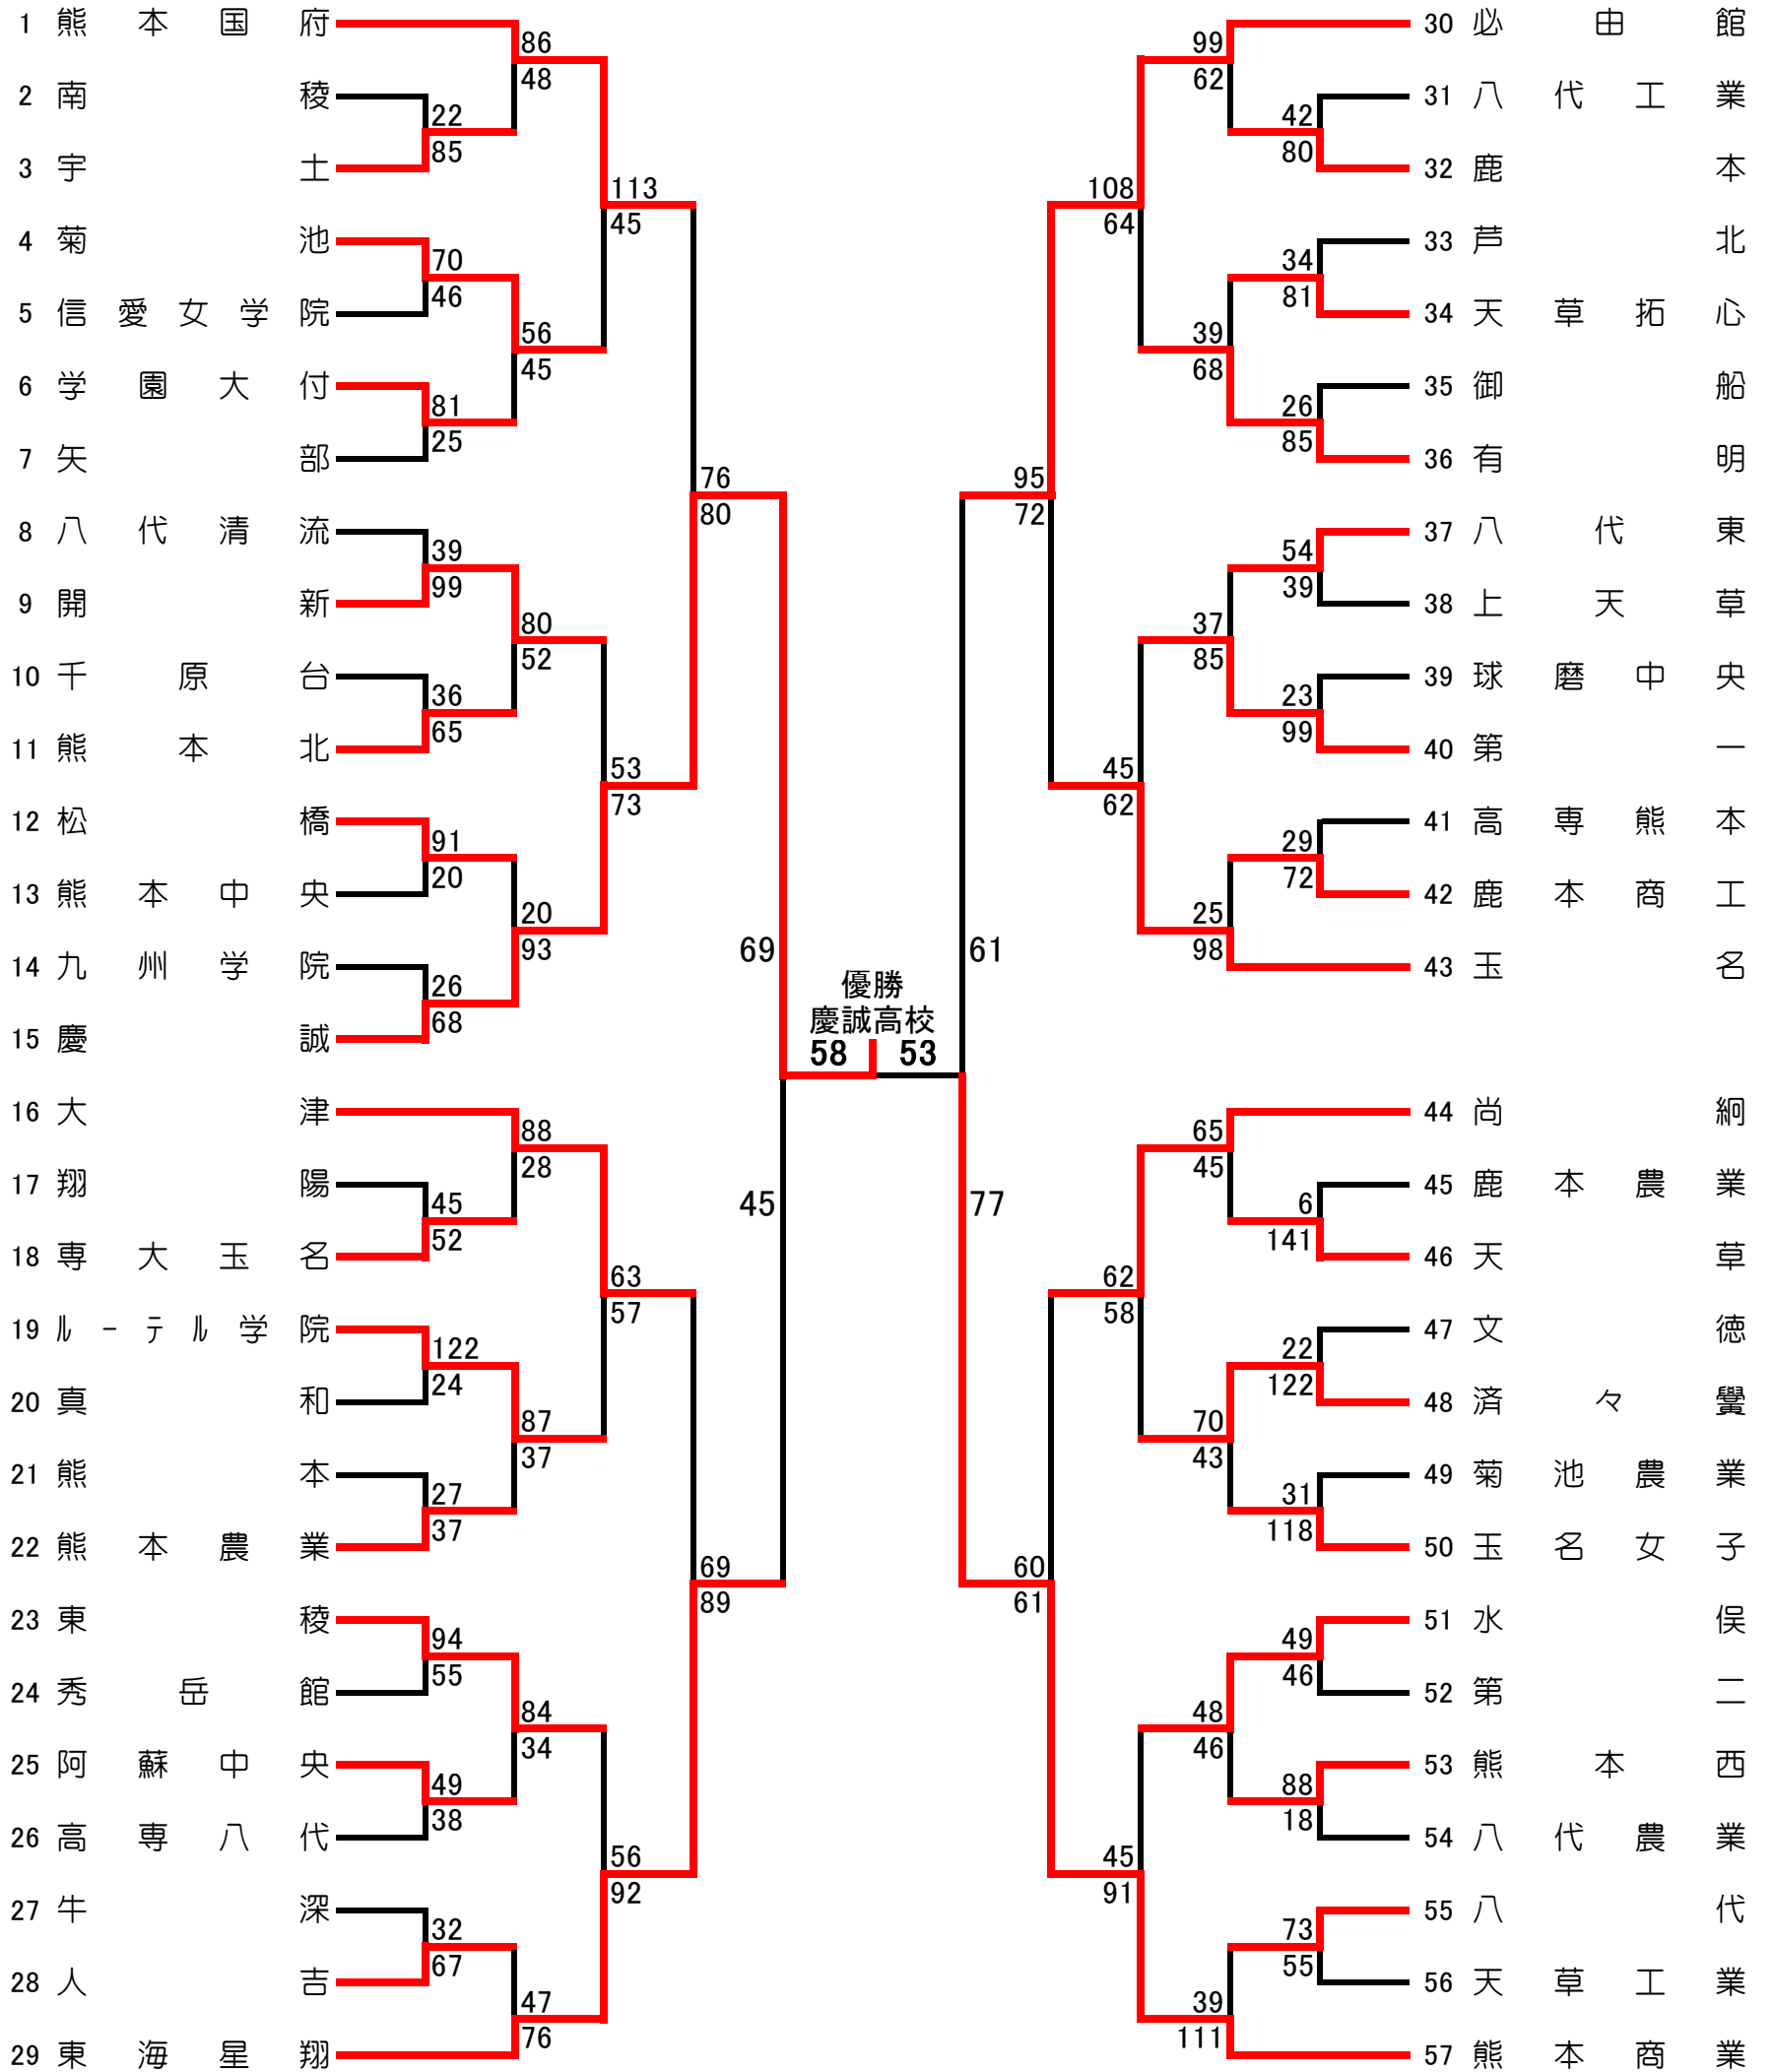 1 熊本国府
86
48
2 南稜
22
85
3 宇土
113
45
4 菊池
70
46
5 信愛女学院
56
45
6 学園大付
81
25
7 矢部
76
80
8 八代清流
39
99
9 開新
80
52
10 千原台
36
65
11 熊本北
53
73
12 松橋
91
20
13 熊本中央
20
93
14 九州学院
26
68
15 慶誠
69
45
16 大津
88
28
17 翔陽
45
52
18 専大玉名
63
57
19 ﾙｰﾃﾙ学院
122
24
20 真和
87
37
21 熊本
27
37
22 熊本農業
69
89
23 東稜
94
55
24 秀岳館
84
34
25 阿蘇中央
49
38
26 高専八代
56
92
27 牛深
32
67
28 人吉
47
76
29 東海星翔
優勝
慶誠高校
58 53
30 必由館
99
62
31 八代工業
42
80
32 鹿本
108
64
33 芦北
34
81
34 天草拓心
39
68
35 御船
26
85
36 有明
95
72
37 八代東
54
39
38 上天草
37
85
39 球磨中央
23
99
40 第一
45
62
41 高専熊本
29
72
42 鹿本商工
25
98
43 玉名
61
77
44 尚絅
65
45
45 鹿本農業
6
141
46 天草
62
58
47 文徳
22
122
48 済々黌
70
43
49 菊池農業
31
118
50 玉名女子
60
61
51 水俣
49
46
52 第二
48
46
53 熊本西
88
18
54 八代農業
45
91
55 八代
73
55
56 天草工業
39
111
57 熊本商業